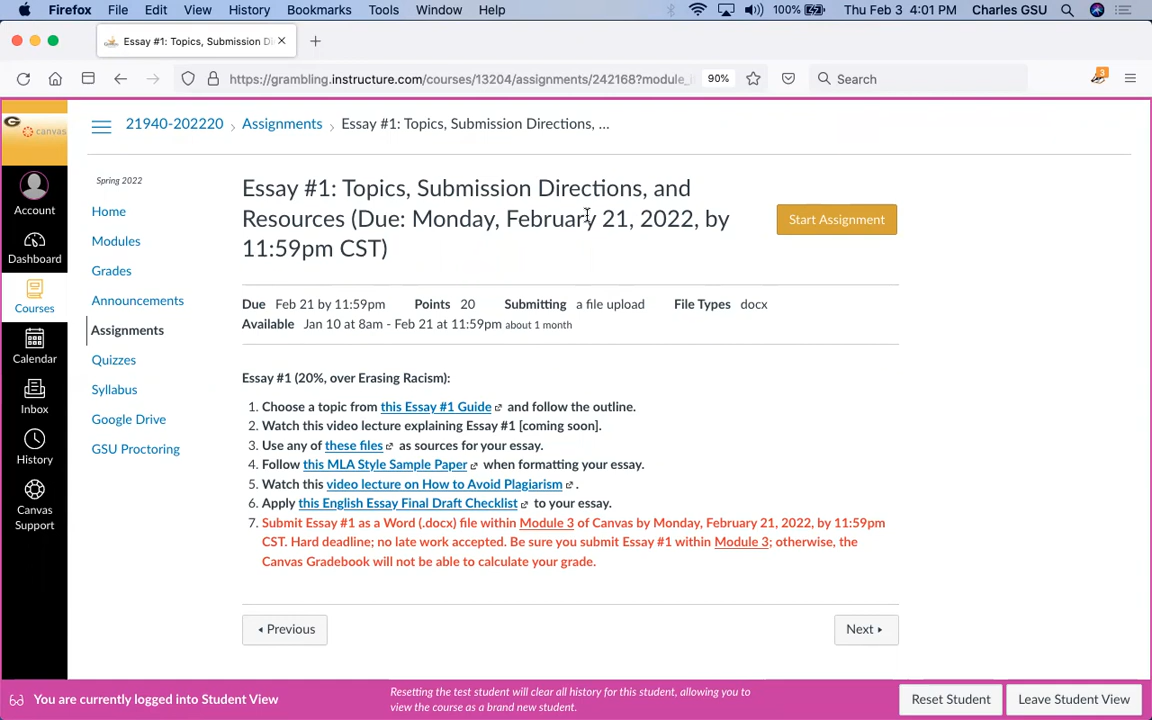 Firefox File Edit View History Bookmarks Tools Window Help 100% Thu Feb 3 4:01 PM Charles GSU
Essay #1: Topics, Submission Di
https://grambling.instructure.com/courses/13204/assignments/242168?module_i 90% Search 3
G canvas
21940-202220 › Assignments › Essay #1: Topics, Submission Directions, ...
Account
Dashboard
Courses
Calendar
Inbox
History
Canvas
Support
Spring 2022
Home
Modules
Grades
Announcements
Assignments
Quizzes
Syllabus
Google Drive
GSU Proctoring
Essay #1: Topics, Submission Directions, and
Resources (Due: Monday, February 21, 2022, by
11:59pm CST)
Start Assignment
Due Feb 21 by 11:59pm Points 20 Submitting a file upload File Types docx
Available Jan 10 at 8am - Feb 21 at 11:59pm about 1 month
Essay #1 (20%, over Erasing Racism):
1. Choose a topic from this Essay #1 Guide and follow the outline.
2. Watch this video lecture explaining Essay #1 [coming soon].
3. Use any of these files as sources for your essay.
4. Follow this MLA Style Sample Paper when formatting your essay.
5. Watch this video lecture on How to Avoid Plagiarism .
6. Apply this English Essay Final Draft Checklist to your essay.
7. Submit Essay #1 as a Word (.docx) file within Module 3 of Canvas by Monday, February 21, 2022, by 11:59pm
CST. Hard deadline; no late work accepted. Be sure you submit Essay #1 within Module 3; otherwise, the
Canvas Gradebook will not be able to calculate your grade.
Previous
Next
You are currently logged into Student View
Resetting the test student will clear all history for this student, allowing you to
view the course as a brand new student.
Reset Student
Leave Student View